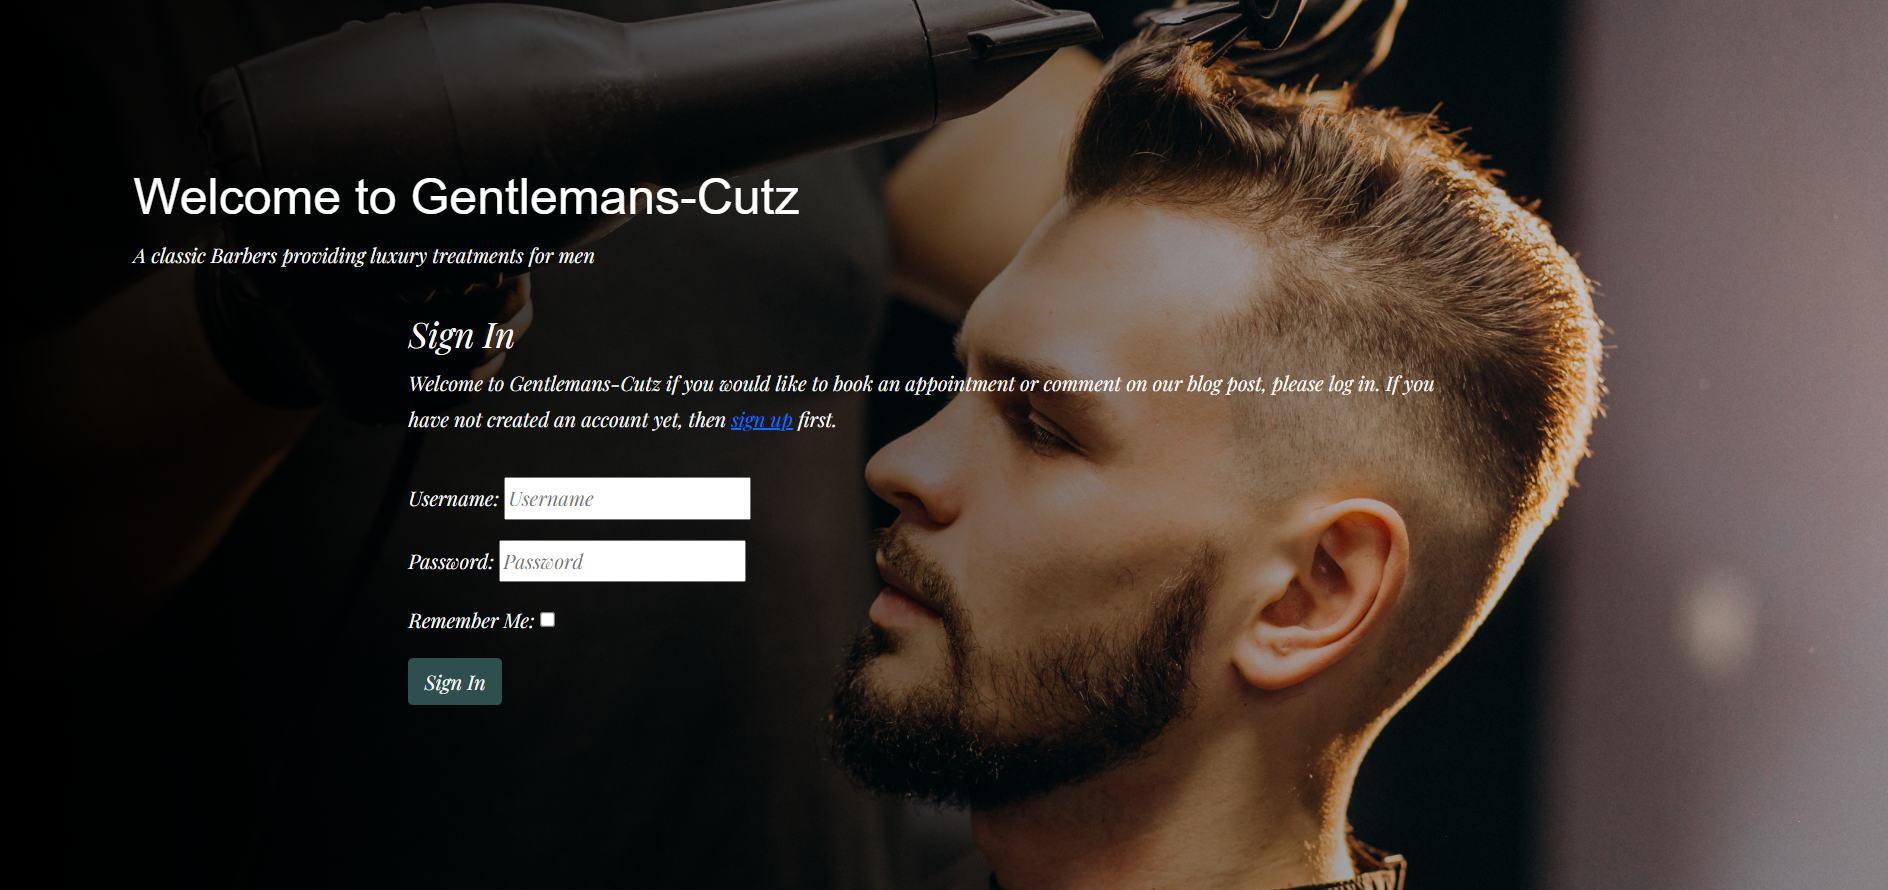 Welcome to Gentlemans-Cutz
A classic Barbers providing luxury treatments for men
Sign In
Welcome to Gentlemans-Cutz if you would like to book an appointment or comment on our blog post, please log in. If you
have not created an account yet, then sign up first.
Username: Username
Password: Password
Remember Me:
Sign In